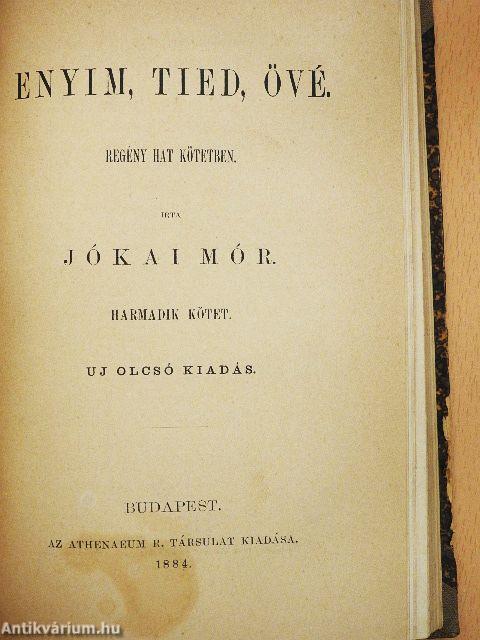 ENYIM, TIED, ÖVÉ.
REGÉNY HAT KÖTETBEN.
IRTA
JÓKAI MÓR.
HARMADIK KÖTET.
UJ OLCSÓ KIADÁS.
BUDAPEST.
AZ ATHENAEUM R. TÁRSULAT KIADÁSA.
1884.
Antikvárium.hu